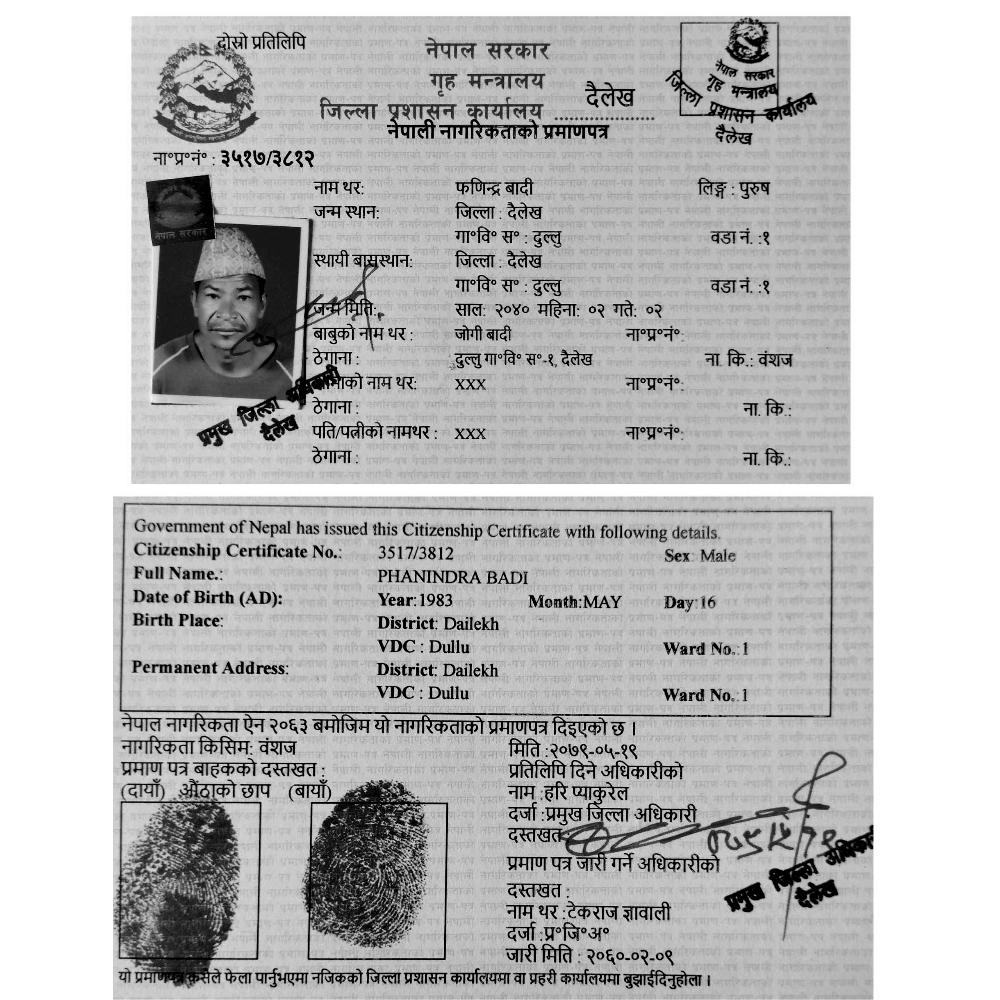 दोस्रो प्रतिलिपि
नेपाल सरकार
गृह मन्त्रालय
जिल्ला प्रशासन कार्यालय ......दैलेख......
नेपाली नागरिकताको प्रमाणपत्र
नेपाल सरकार
गृह मन्त्रालय
जिल्ला प्रशासन कार्यालय
दैलेख
ना°प्र°नं° : ३५१७/३८१२
नेपाल सरकार
नाम थर: फणिन्द्र बादी लिङ्ग : पुरुष
जन्म स्थान: जिल्ला : दैलेख
गा°वि° स° : दुल्लु वडा नं. :१
स्थायी बासस्थान: जिल्ला : दैलेख
गा°वि° स° : दुल्लु वडा नं. :१
जन्म मिति: साल: २०४० महिना: ०२ गते: ०२
बाबुको नाम थर : जोगी बादी ना°प्र°नं°:
ठेगाना : दुल्लु गा°वि° स°-१, दैलेख ना. कि.: वंशज
को नाम थर: XXX ना°प्र°नं°:
ठेगाना : ना. कि.:
पति/पत्नीको नामथर : XXX ना°प्र°नं°:
ठेगाना : ना. कि.:
प्रमुख जिल्ला अधिकारी
दैलेख
Government of Nepal has issued this Citizenship Certificate with following details.
Citizenship Certificate No.: 3517/3812 Sex: Male
Full Name.: PHANINDRA BADI
Date of Birth (AD): Year:1983 Month:MAY Day:16
Birth Place: District: Dailekh
VDC : Dullu Ward No.:1
Permanent Address: District: Dailekh
VDC : Dullu Ward No.:1
नेपाल नागरिकता ऐन २०६३ बमोजिम यो नागरिकताको प्रमाणपत्र दिइएको छ ।
नागरिकता किसिम: वंशज मिति :२०७९-०५-१९
प्रमाण पत्र बाहकको दस्तखत : प्रतिलिपि दिने अधिकारीको
(दायाँ) औंठाको छाप (बायाँ) नाम :हरि प्याकुरेल
दर्जा :प्रमुख जिल्ला अधिकारी
दस्तखत
प्रमुख जिल्ला अधिकारी
दैलेख
प्रमाण पत्र जारी गर्ने अधिकारीको
दस्तखत :
नाम थर :टेकराज ज्ञावाली
दर्जा :प्र°जि°अ°
जारी मिति : २०६०-०२-०९
यो प्रमाणपत्र कसैले फेला पार्नुभएमा नजिकको जिल्ला प्रशासन कार्यालयमा वा प्रहरी कार्यालयमा बुझाईदिनुहोला ।